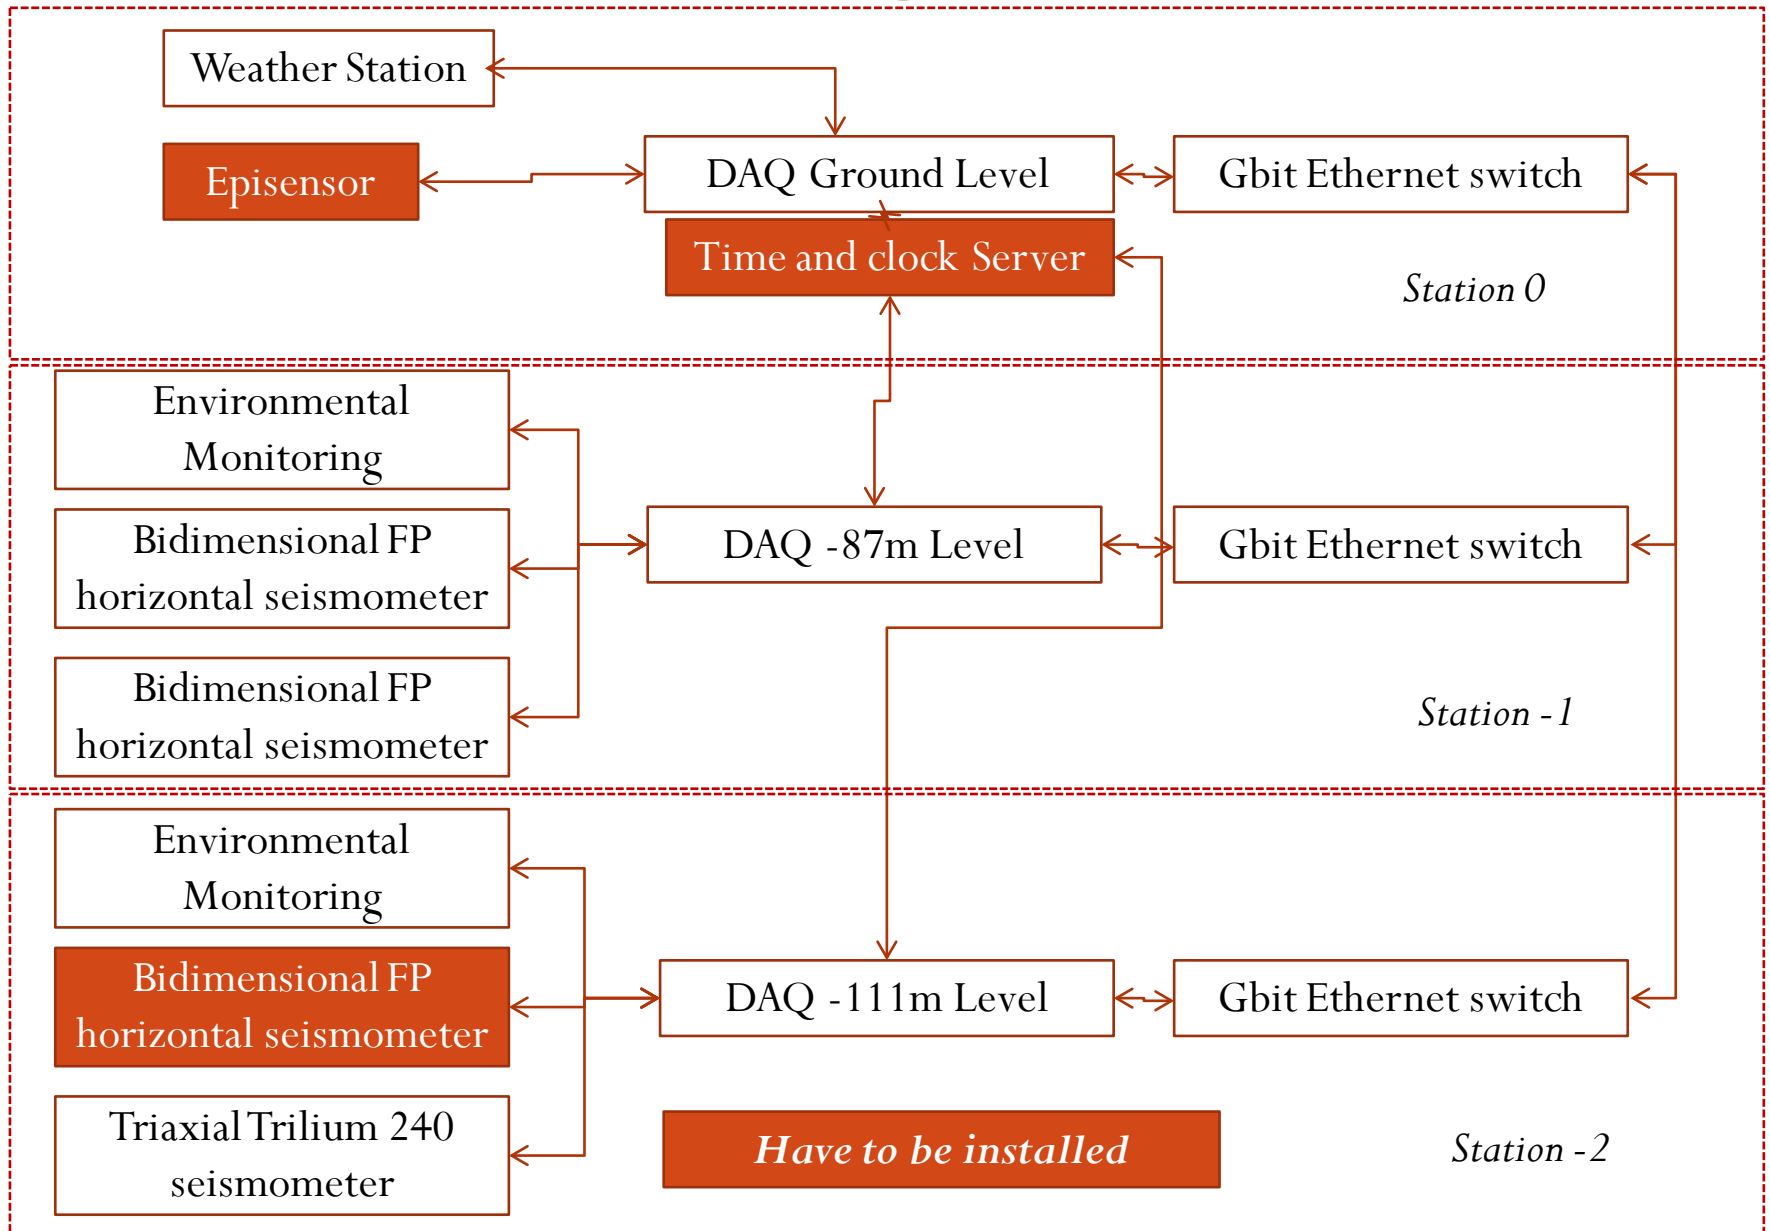 Weather Station
Episensor
DAQ Ground Level
Gbit Ethernet switch
Time and clock Server
Station 0
Environmental
Monitoring
Bidimensional FP
horizontal seismometer
Bidimensional FP
horizontal seismometer
DAQ -87m Level
Gbit Ethernet switch
Station -1
Environmental
Monitoring
Bidimensional FP
horizontal seismometer
Triaxial Trilium 240
seismometer
DAQ -111m Level
Gbit Ethernet switch
Have to be installed
Station -2